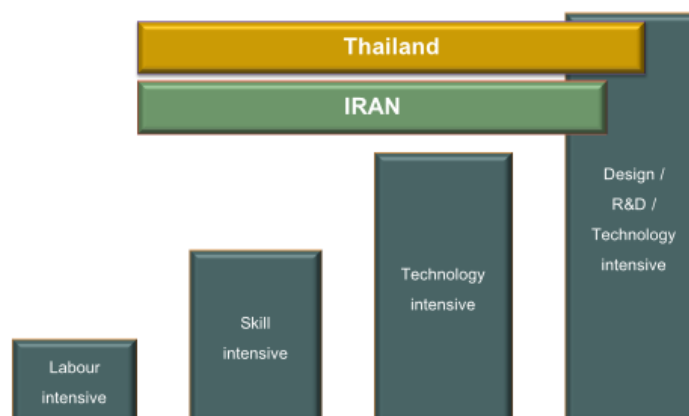 Thailand
IRAN
Design /
R&D /
Technology
intensive
Technology
intensive
Skill
intensive
Labour
intensive